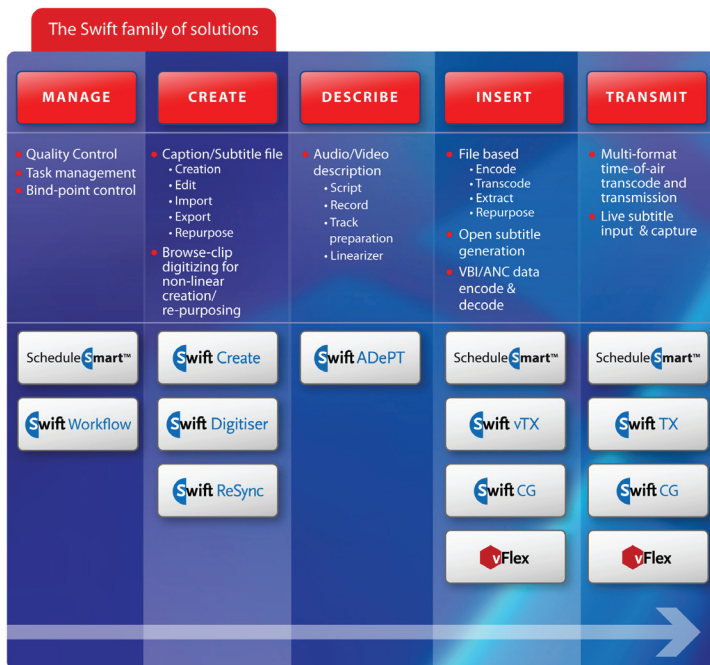 The Swift family of solutions
MANAGE
CREATE
DESCRIBE
INSERT
TRANSMIT
Quality Control
Task management
Bind-point control
Caption/Subtitle file
Creation
Edit
Import
Export
Repurpose
Browse-clip
digitizing for
non-linear
creation/
re-purposing
Audio/Video
description
Script
Record
Track
preparation
Linearizer
File based
Encode
Transcode
Extract
Repurpose
Open subtitle
generation
VBI/ANC data
encode &
decode
Multi-format
time-of-air
transcode and
transmission
Live subtitle
input & capture
ScheduleSmart™
Swift Workflow
Swift Create
Swift Digitiser
Swift ReSync
Swift ADePT
ScheduleSmart™
Swift vTX
Swift CG
vFlex
ScheduleSmart™
Swift TX
Swift CG
vFlex